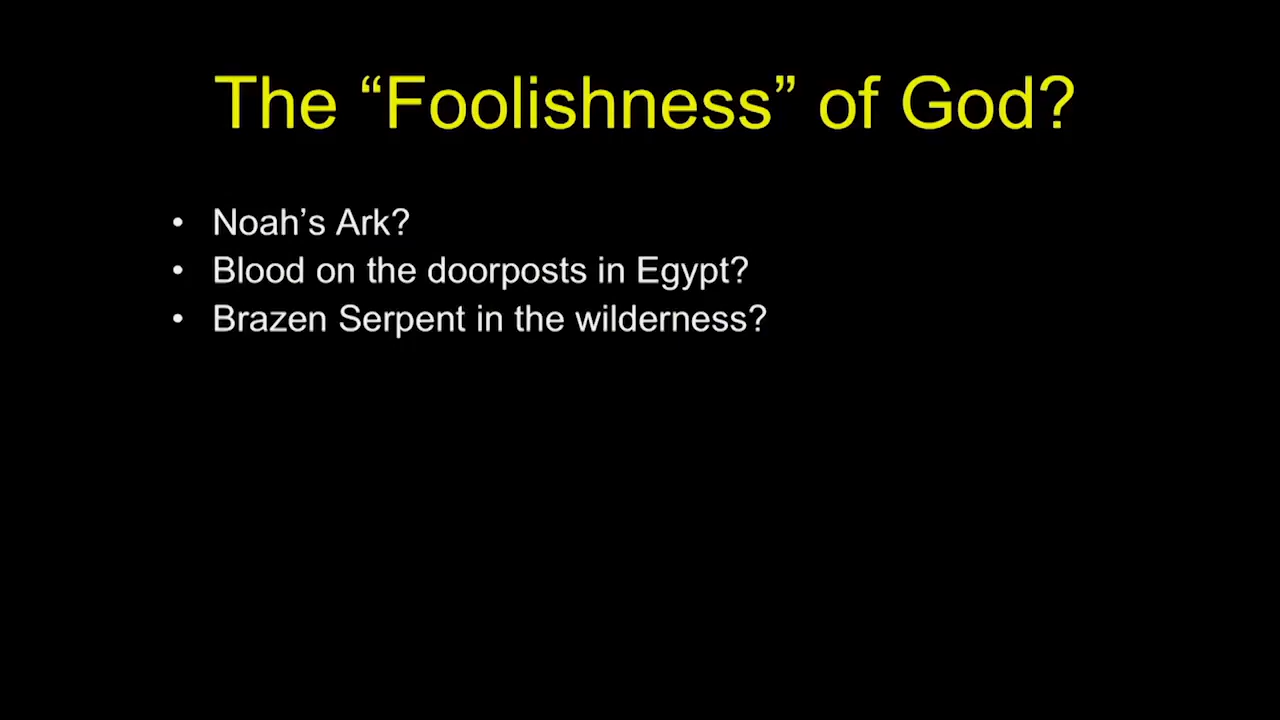 The “Foolishness” of God?
• Noah’s Ark?
• Blood on the doorposts in Egypt?
• Brazen Serpent in the wilderness?